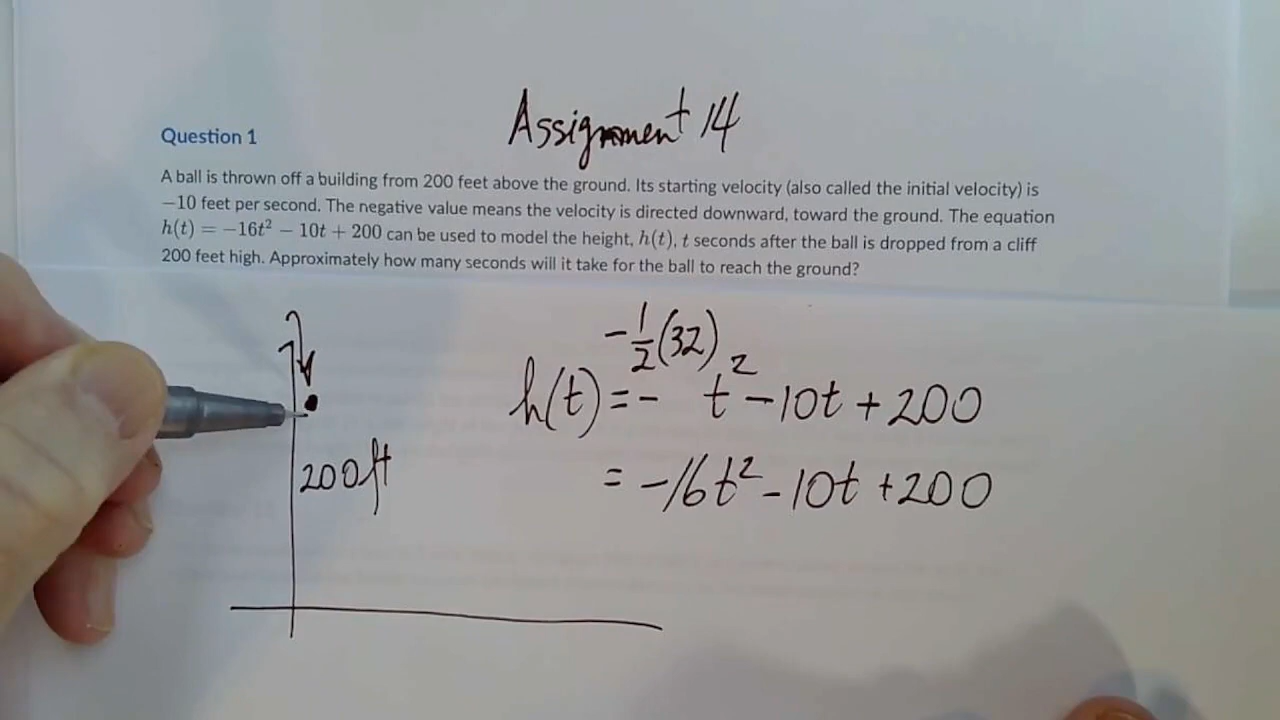 Assignment 14
Question 1
A ball is thrown off a building from 200 feet above the ground. Its starting velocity (also called the initial velocity) is
−10 feet per second. The negative value means the velocity is directed downward, toward the ground. The equation
h(t) = −16t² − 10t + 200 can be used to model the height, h(t), t seconds after the ball is dropped from a cliff
200 feet high. Approximately how many seconds will it take for the ball to reach the ground?
200ft
-1/2(32)
h(t) = - t² - 10t + 200
= -16t² - 10t + 200